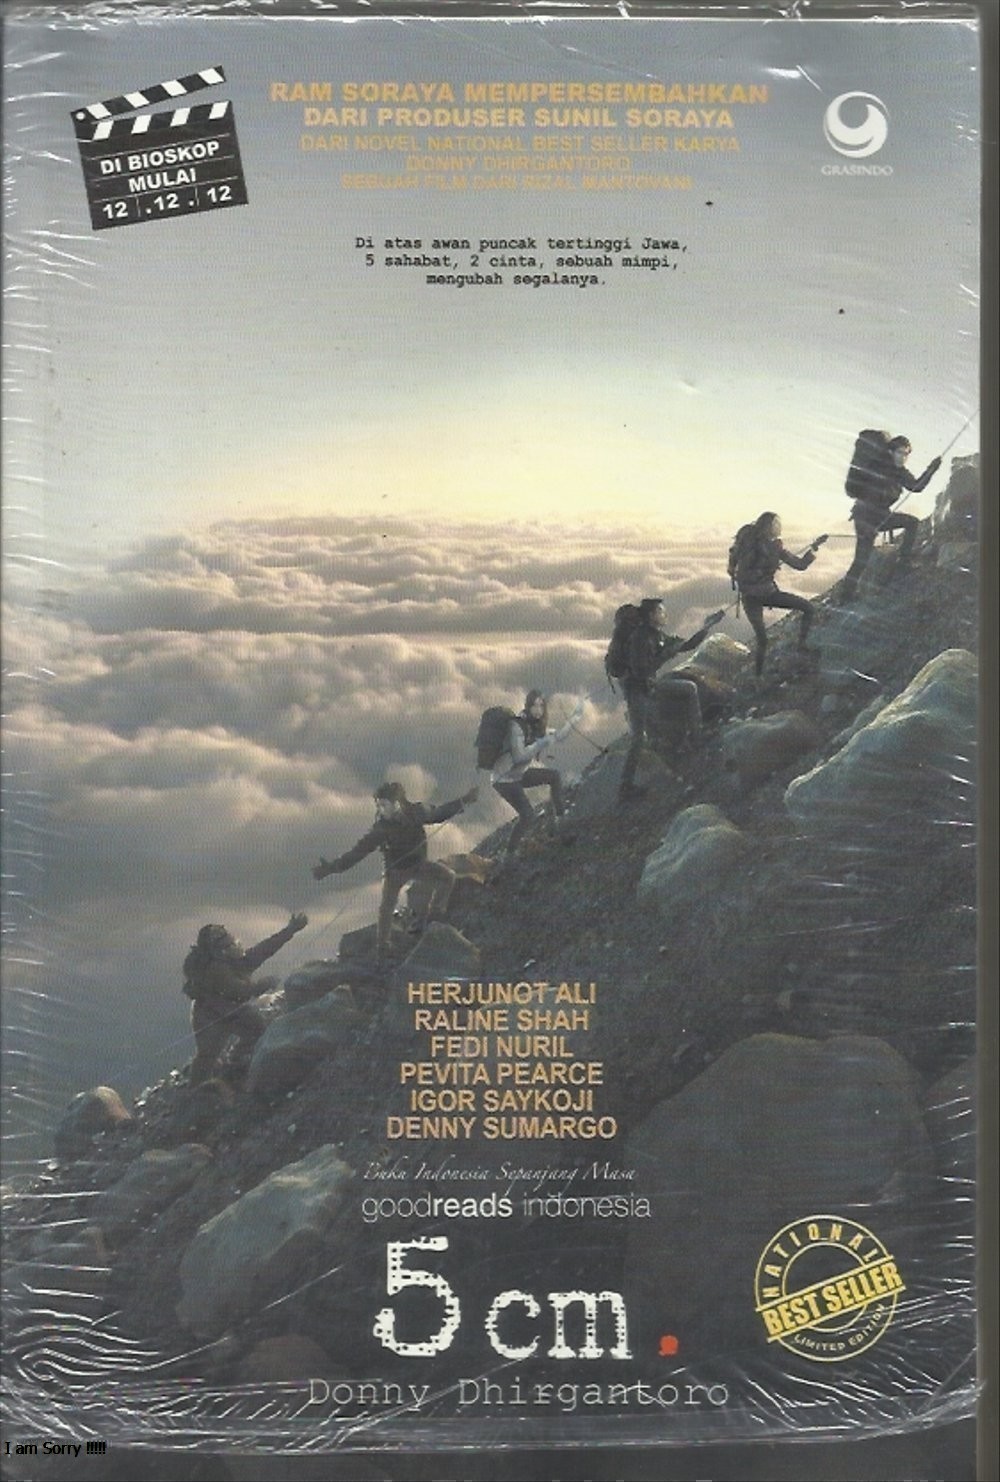 RAM SORAYA MEMPERSEMBAHKAN
DARI PRODUSER SUNIL SORAYA
DARI NOVEL NATIONAL BEST SELLER KARYA
DONNY DHIRGANTORO
SEBUAH FILM DARI RIZAL MANTOVANI
DI BIOSKOP
MULAI
12 .12 . 12
GRASINDO
Di atas awan puncak tertinggi Jawa,
5 sahabat, 2 cinta, sebuah mimpi,
mengubah segalanya.
HERJUNOT ALI
RALINE SHAH
FEDI NURIL
PEVITA PEARCE
IGOR SAYKOJI
DENNY SUMARGO
Buku Indonesia Sepanjang Masa
goodreads indonesia
5 cm.
NATIONAL
BEST SELLER
LIMITED EDITION
Donny Dhirgantoro
I am Sorry !!!!!